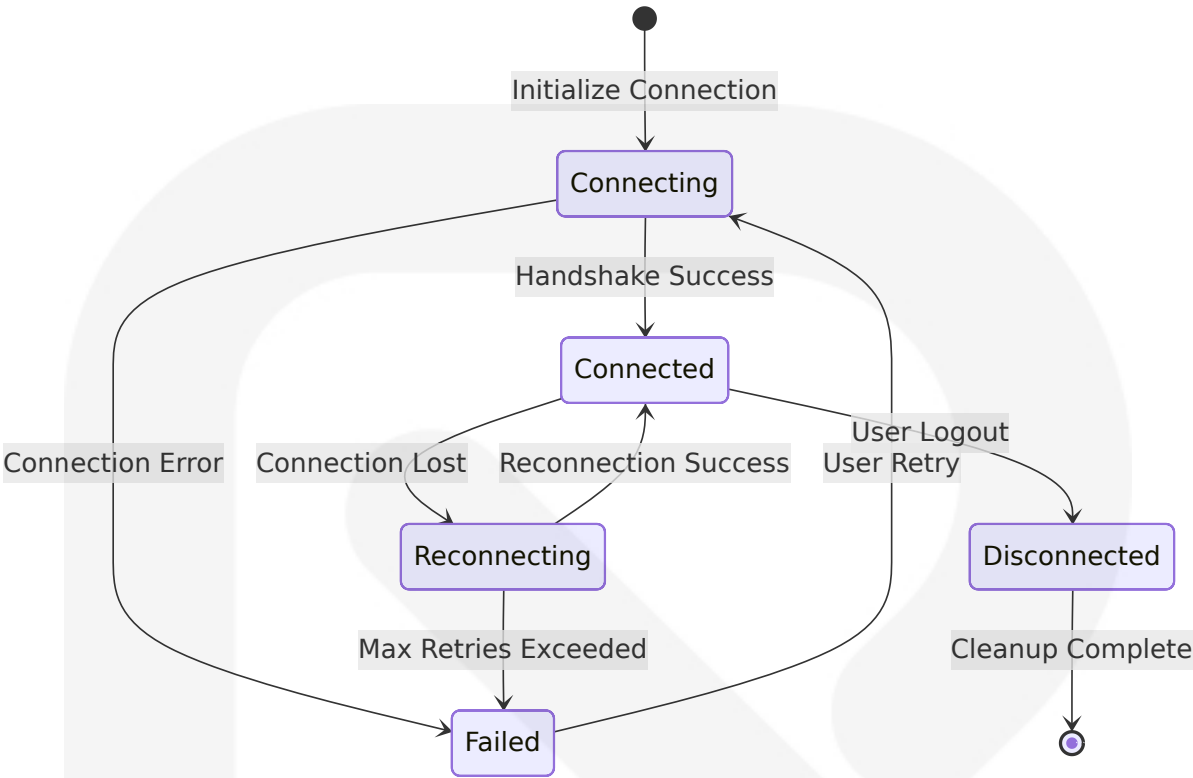 Initialize Connection
Connecting
Handshake Success
Connected
User Logout
Connection Error
Connection Lost
Reconnection Success
User Retry
Reconnecting
Disconnected
Max Retries Exceeded
Cleanup Complete
Failed